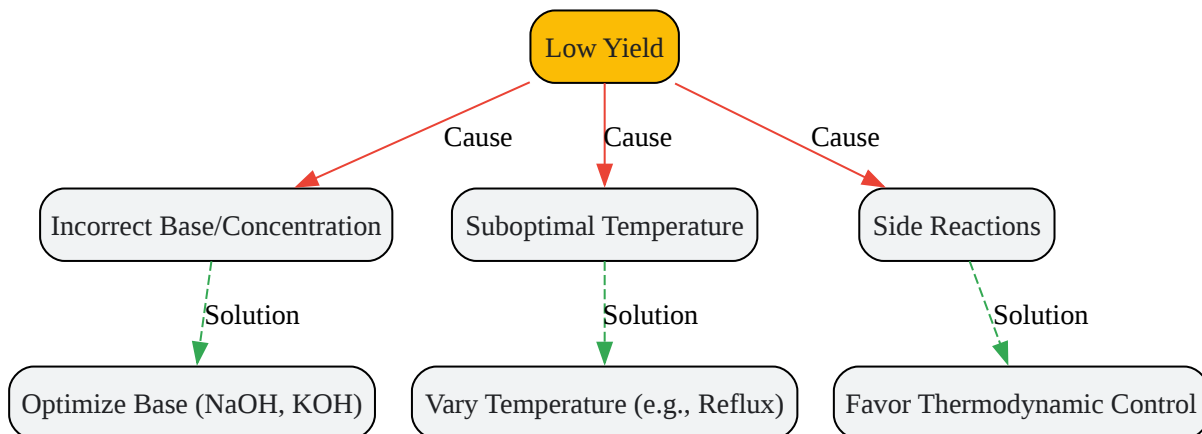 Low Yield
Cause
Cause
Cause
Incorrect Base/Concentration
Suboptimal Temperature
Side Reactions
Solution
Solution
Solution
Optimize Base (NaOH, KOH)
Vary Temperature (e.g., Reflux)
Favor Thermodynamic Control